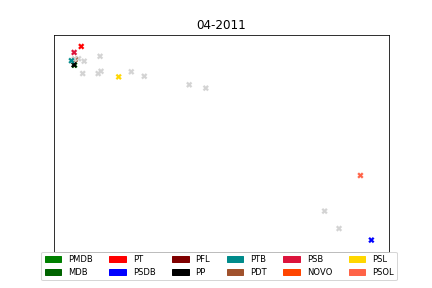 04-2011
PMDB PT PFL PTB PSB PSL
MDB PSDB PP PDT NOVO PSOL